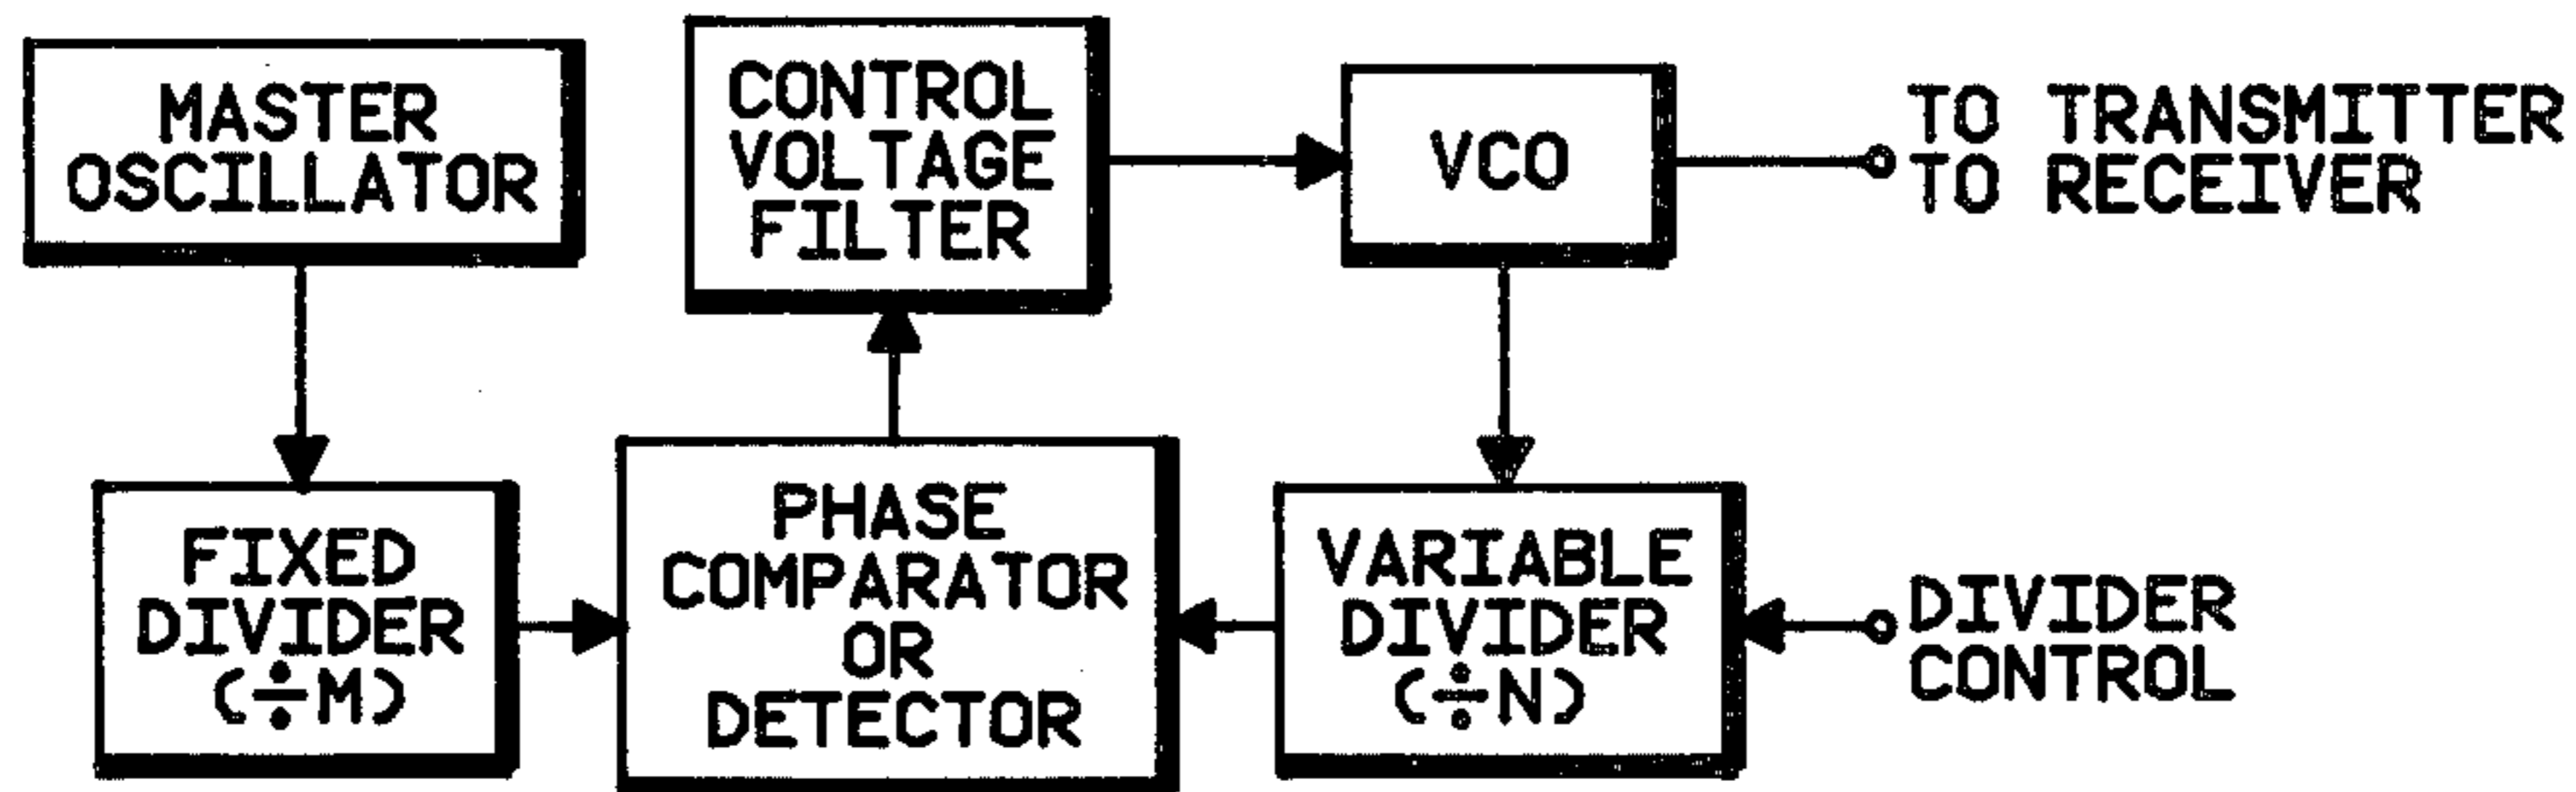 MASTER
OSCILLATOR
CONTROL
VOLTAGE
FILTER
VCO
TO TRANSMITTER
TO RECEIVER
FIXED
DIVIDER
(÷M)
PHASE
COMPARATOR
OR
DETECTOR
VARIABLE
DIVIDER
(÷N)
DIVIDER
CONTROL